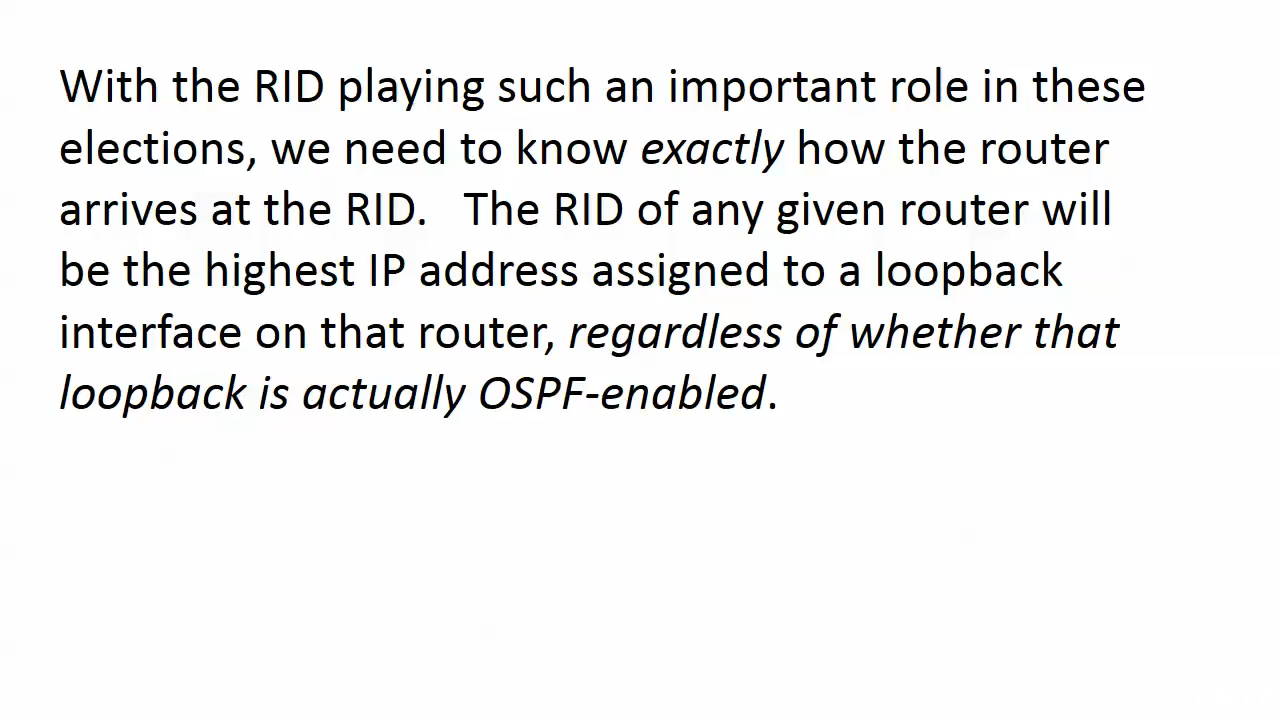 With the RID playing such an important role in these
elections, we need to know exactly how the router
arrives at the RID.   The RID of any given router will
be the highest IP address assigned to a loopback
interface on that router, regardless of whether that
loopback is actually OSPF-enabled.